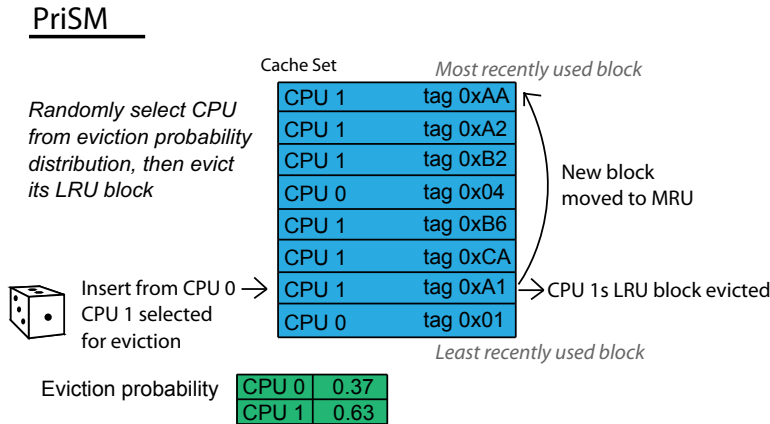 PriSM
Cache Set
Most recently used block
Randomly select CPU
from eviction probability
distribution, then evict
its LRU block
CPU 1 tag 0xAA
CPU 1 tag 0xA2
CPU 1 tag 0xB2
CPU 0 tag 0x04
CPU 1 tag 0xB6
CPU 1 tag 0xCA
CPU 1 tag 0xA1
CPU 0 tag 0x01
New block
moved to MRU
Insert from CPU 0
CPU 1 selected
for eviction
CPU 1s LRU block evicted
Least recently used block
Eviction probability
CPU 0 0.37
CPU 1 0.63